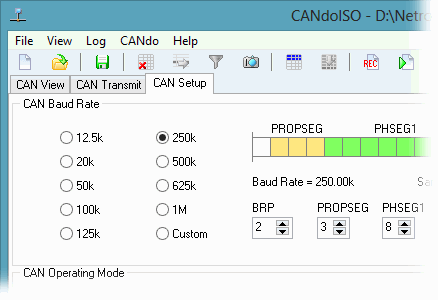 CANdoISO - D:\Netro
File View Log CANdo Help
REC
CAN View CAN Transmit CAN Setup
CAN Baud Rate
12.5k 250k
20k 500k
50k 625k
100k 1M
125k Custom
PROPSEG PHSEG1
Baud Rate = 250.00k Sa
BRP PROPSEG PHSEG1
2 3 8
CAN Operating Mode